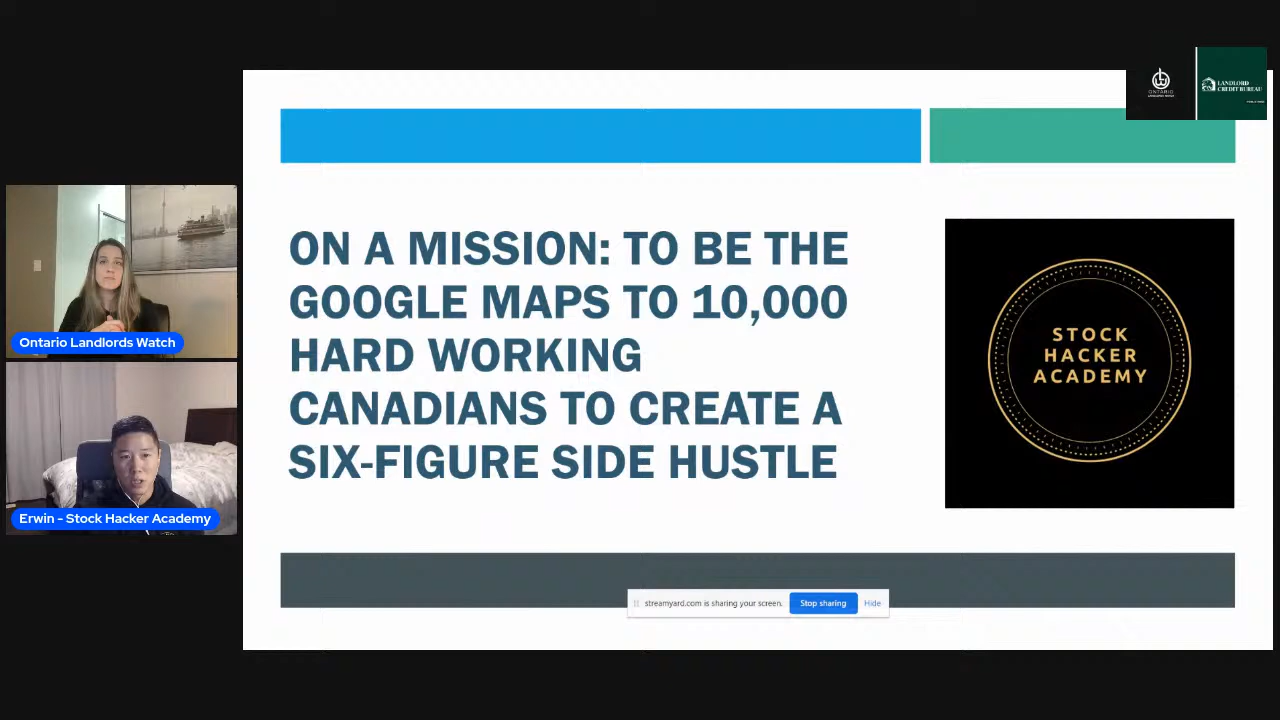 ONTARIO
LANDLORD
CREDIT BUREAU
ON A MISSION: TO BE THE
GOOGLE MAPS TO 10,000
HARD WORKING
CANADIANS TO CREATE A
SIX-FIGURE SIDE HUSTLE
STOCK
HACKER
ACADEMY
Ontario Landlords Watch
Erwin - Stock Hacker Academy
streamyard.com is sharing your screen.
Stop sharing
Hide